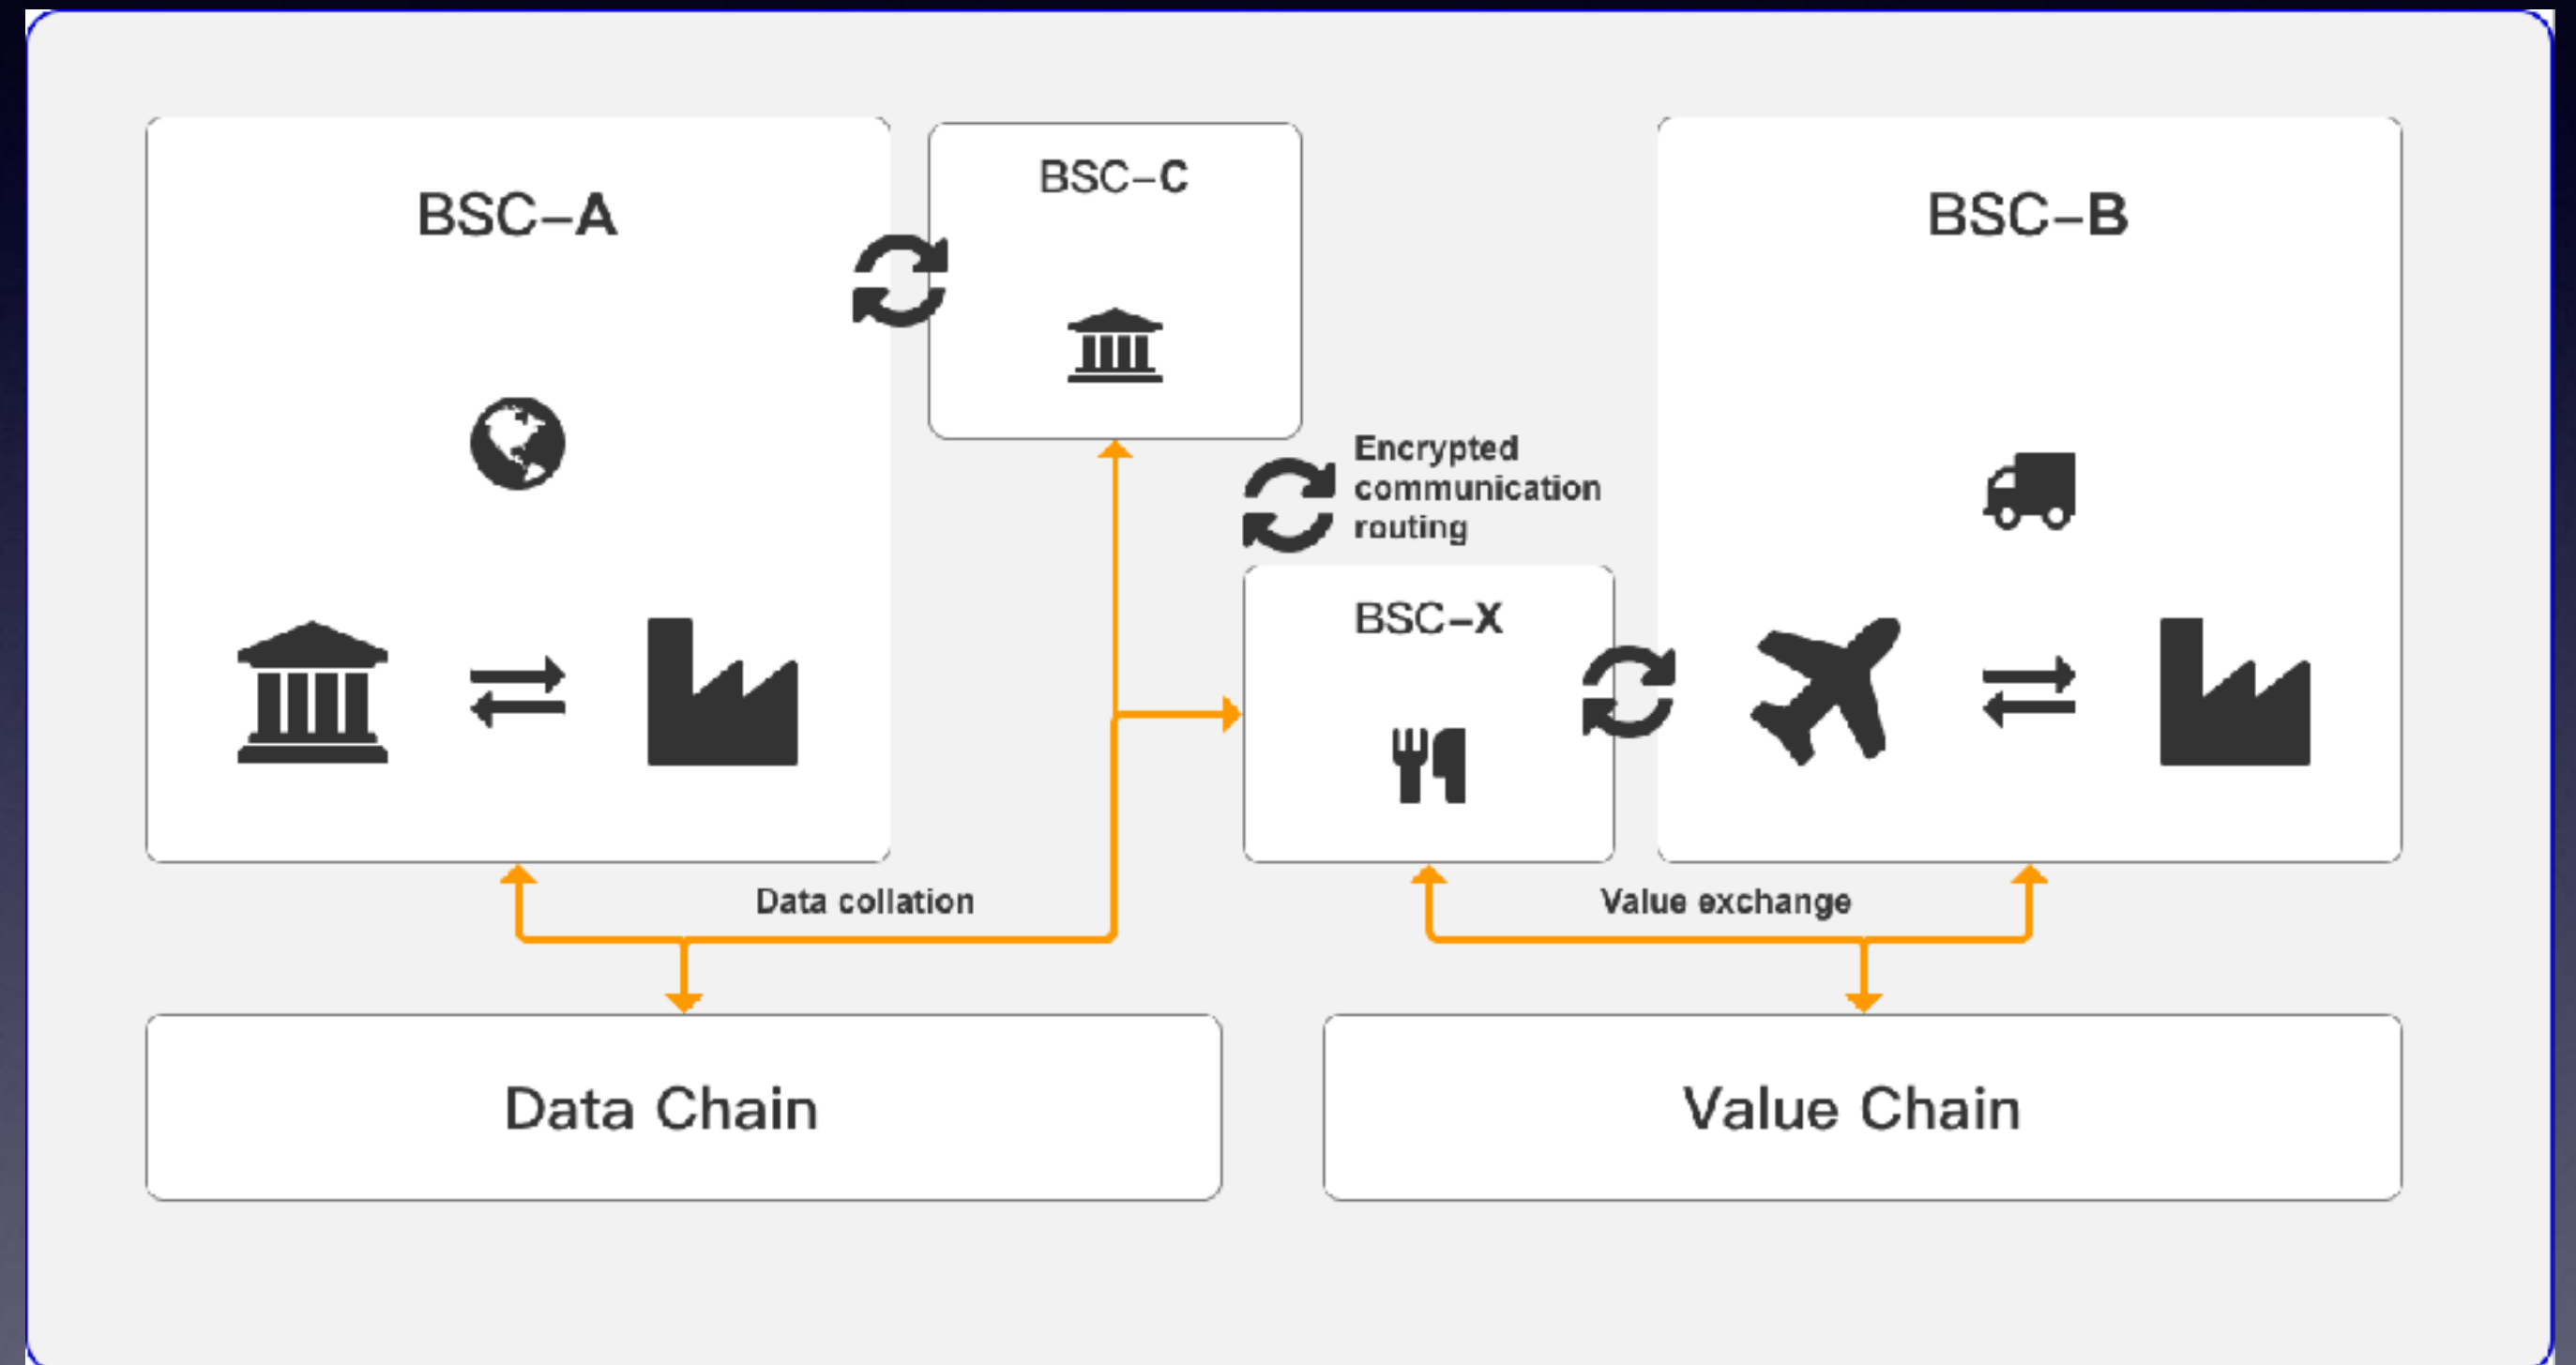 BSC–A
BSC–C
BSC–B
Encrypted
communication
routing
BSC–X
Data collation
Value exchange
Data Chain
Value Chain